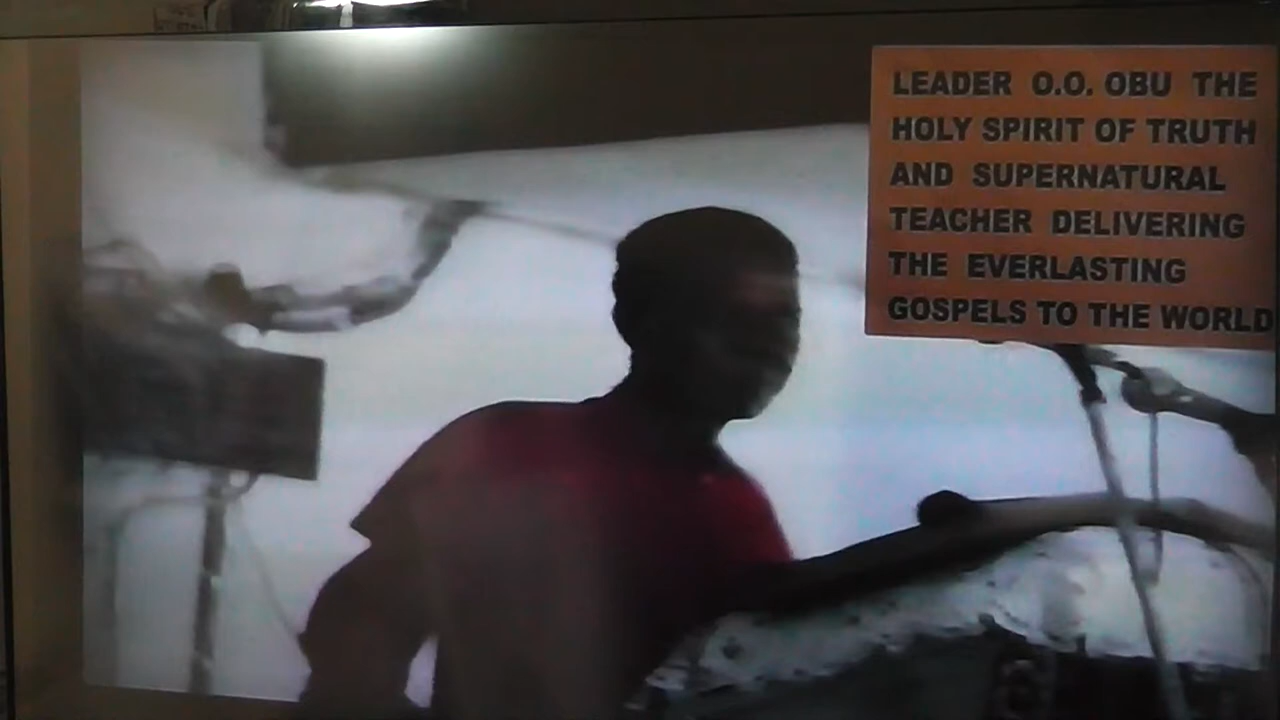 LEADER O.O. OBU THE
HOLY SPIRIT OF TRUTH
AND SUPERNATURAL
TEACHER DELIVERING
THE EVERLASTING
GOSPELS TO THE WORLD